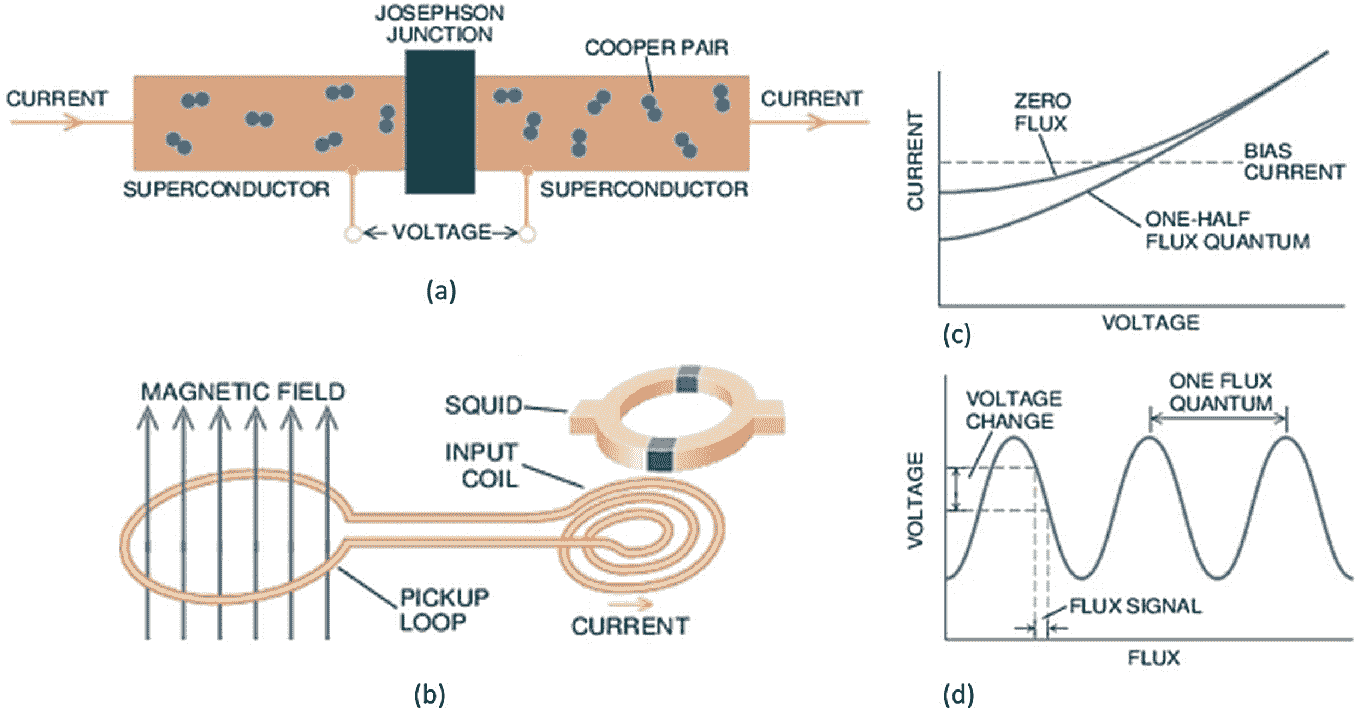 JOSEPHSON
JUNCTION
COOPER PAIR
CURRENT
CURRENT
SUPERCONDUCTOR
SUPERCONDUCTOR
VOLTAGE
(a)
MAGNETIC FIELD
SQUID
INPUT
COIL
PICKUP
LOOP
CURRENT
(b)
CURRENT
ZERO
FLUX
BIAS
CURRENT
ONE-HALF
FLUX QUANTUM
VOLTAGE
(c)
VOLTAGE
CHANGE
ONE FLUX
QUANTUM
VOLTAGE
FLUX SIGNAL
FLUX
(d)